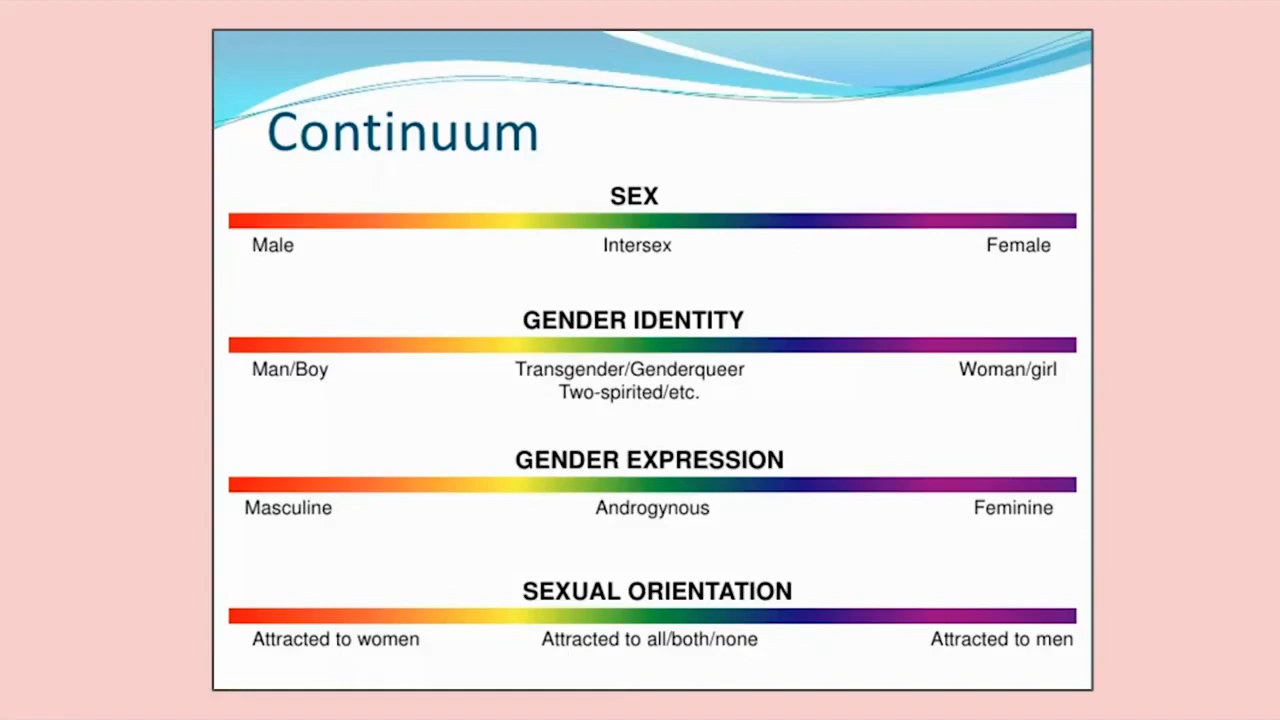 Continuum
SEX
Male Intersex Female
GENDER IDENTITY
Man/Boy Transgender/Genderqueer Woman/girl
Two-spirited/etc.
GENDER EXPRESSION
Masculine Androgynous Feminine
SEXUAL ORIENTATION
Attracted to women Attracted to all/both/none Attracted to men